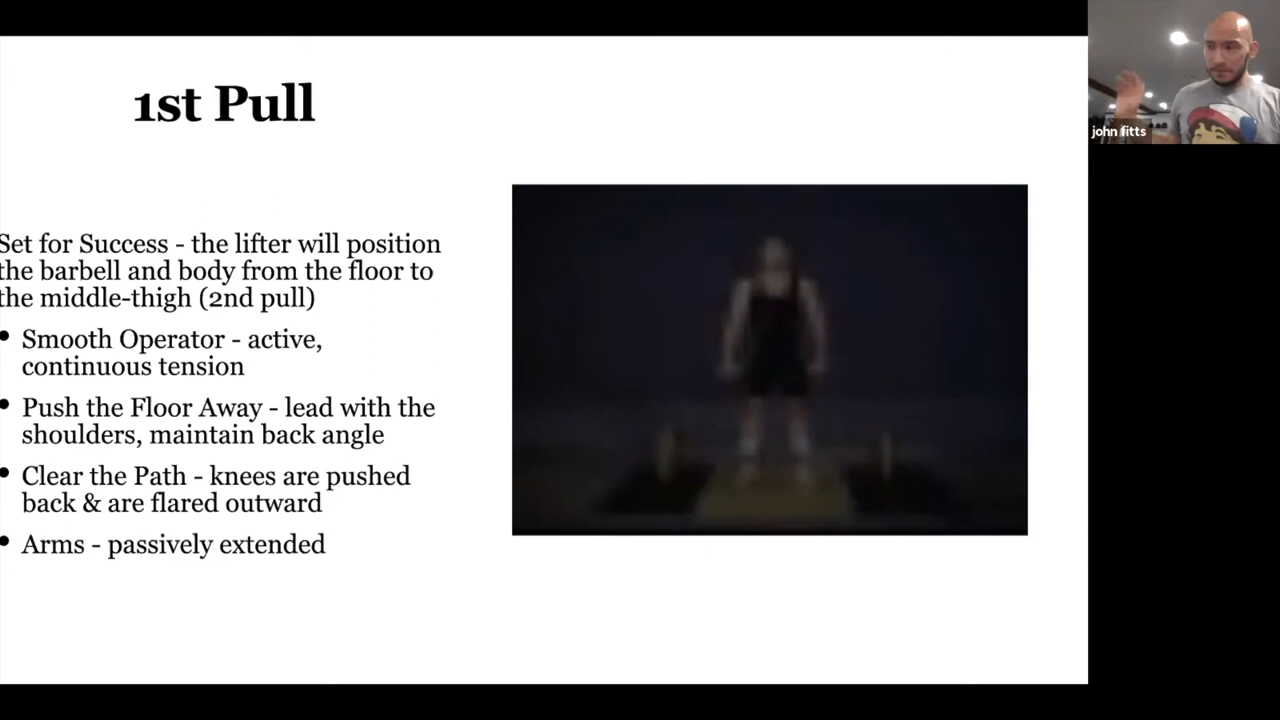 1st Pull
Set for Success - the lifter will position
the barbell and body from the floor to
the middle-thigh (2nd pull)
• Smooth Operator - active,
continuous tension
• Push the Floor Away - lead with the
shoulders, maintain back angle
• Clear the Path - knees are pushed
back & are flared outward
• Arms - passively extended
john fitts